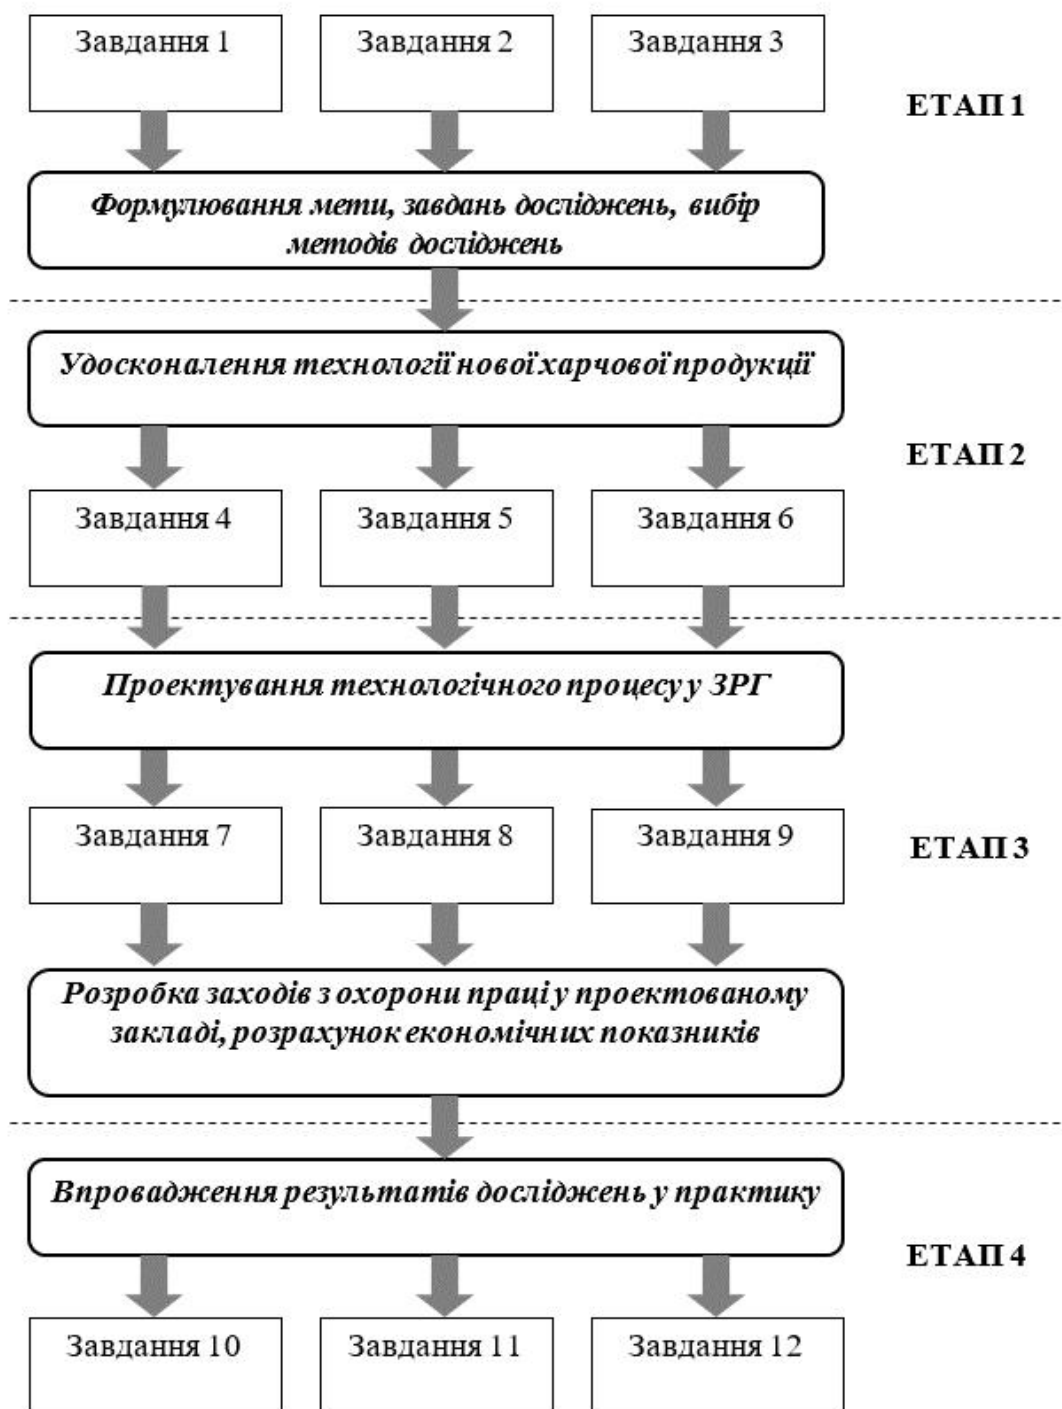 Завдання 1
Завдання 2
Завдання 3
ЕТАП 1
Формулювання мети, завдань досліджень, вибір
методів досліджень
Удосконалення технології нової харчової продукції
ЕТАП 2
Завдання 4
Завдання 5
Завдання 6
Проектування технологічного процесу у ЗРГ
Завдання 7
Завдання 8
Завдання 9
ЕТАП 3
Розробка заходів з охорони праці у проектованому
закладі, розрахунок економічних показників
Впровадження результатів досліджень у практику
ЕТАП 4
Завдання 10
Завдання 11
Завдання 12